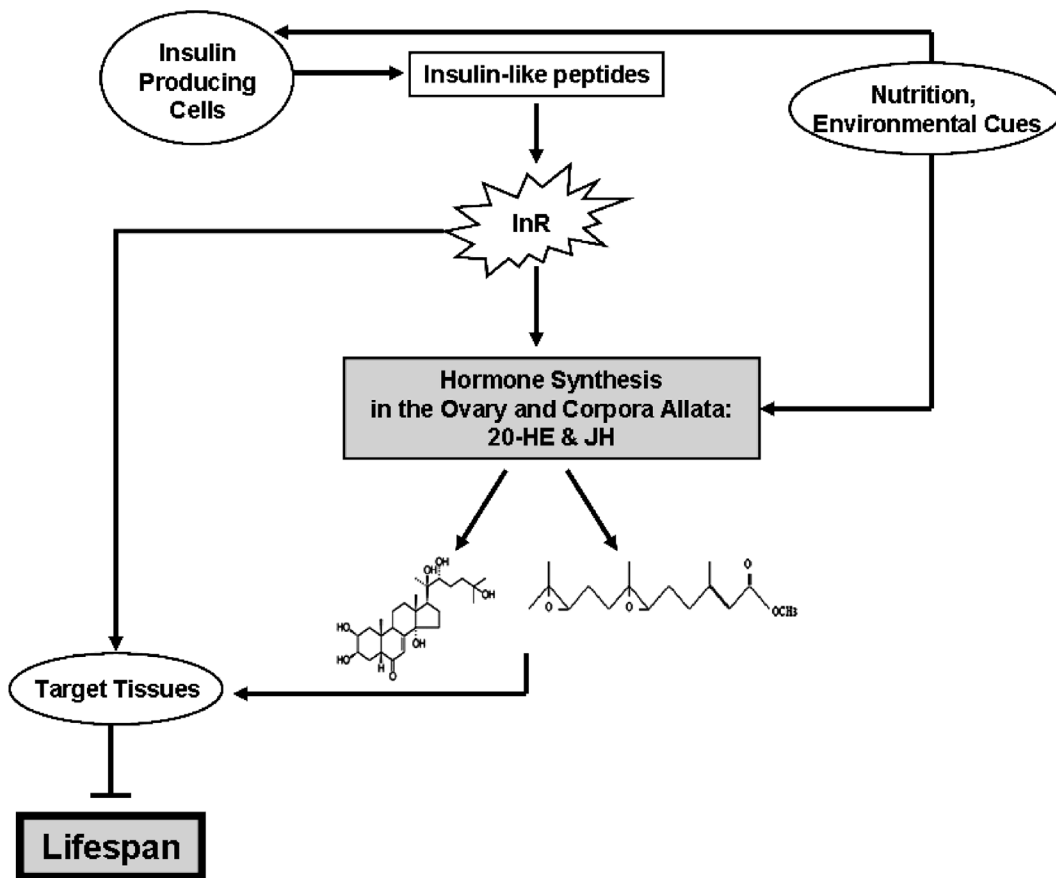 Insulin
Producing
Cells
Insulin-like peptides
Nutrition,
Environmental Cues
InR
Hormone Synthesis
in the Ovary and Corpora Allata:
20-HE & JH
OH
OH
OH
HO
HO
OH
H
O
O
O
O
OCH3
Target Tissues
Lifespan